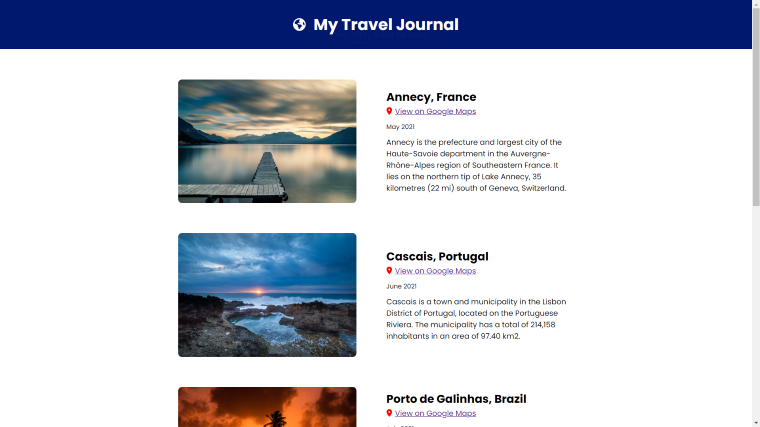 My Travel Journal
Annecy, France
View on Google Maps
May 2021
Annecy is the prefecture and largest city of the
Haute-Savoie department in the Auvergne-
Rhône-Alpes region of Southeastern France. It
lies on the northern tip of Lake Annecy, 35
kilometres (22 mi) south of Geneva, Switzerland.
Cascais, Portugal
View on Google Maps
June 2021
Cascais is a town and municipality in the Lisbon
District of Portugal, located on the Portuguese
Riviera. The municipality has a total of 214,158
inhabitants in an area of 97.40 km2.
Porto de Galinhas, Brazil
View on Google Maps